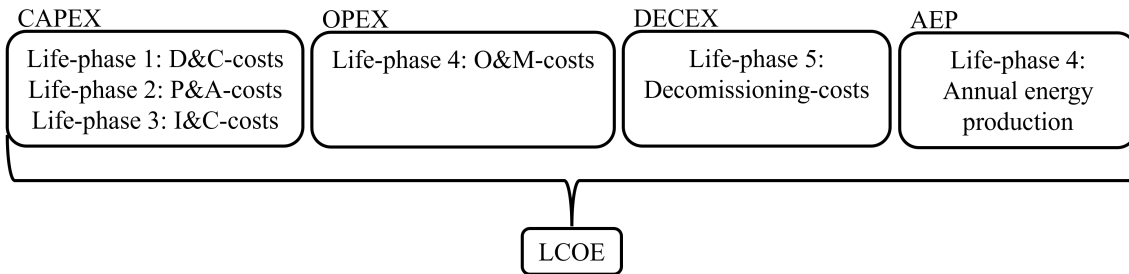 CAPEX
Life-phase 1: D&C-costs
Life-phase 2: P&A-costs
Life-phase 3: I&C-costs
OPEX
Life-phase 4: O&M-costs
DECEX
Life-phase 5:
Decomissioning-costs
AEP
Life-phase 4:
Annual energy
production
LCOE